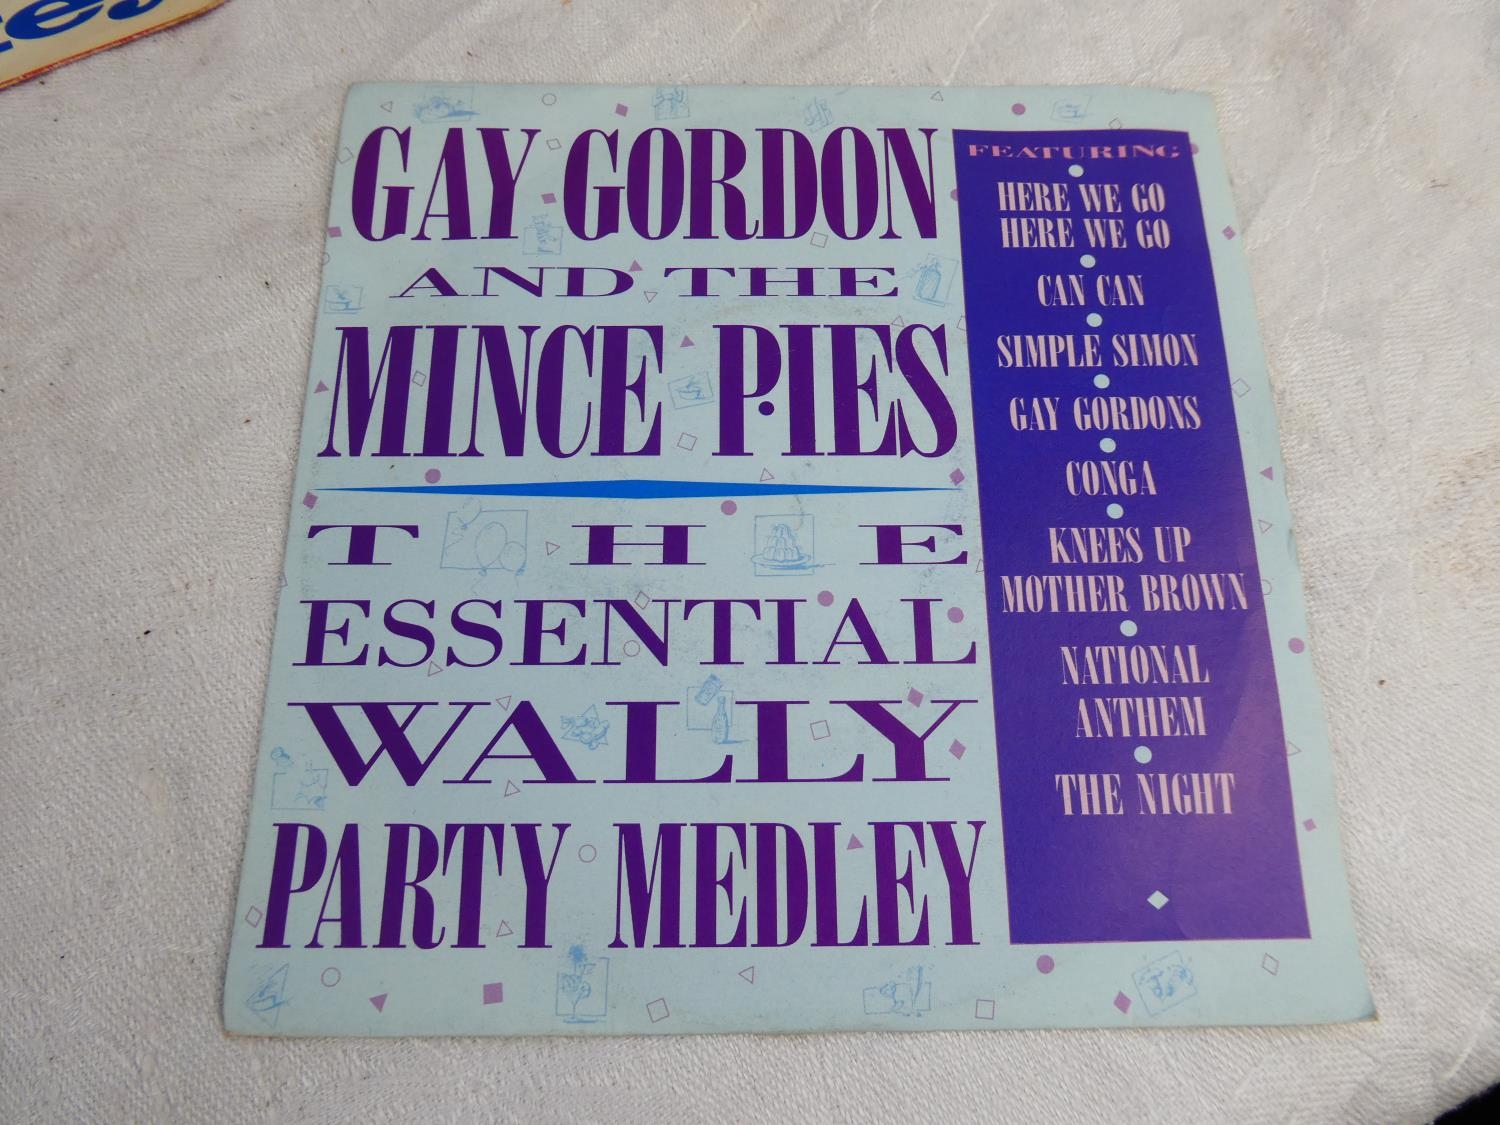 GAY GORDON
AND THE
MINCE P.IES
THE
ESSENTIAL
WALLY
PARTY MEDLEY
FEATURING
HERE WE GO
HERE WE GO
CAN CAN
SIMPLE SIMON
GAY GORDONS
CONGA
KNEES UP
MOTHER BROWN
NATIONAL
ANTHEM
THE NIGHT